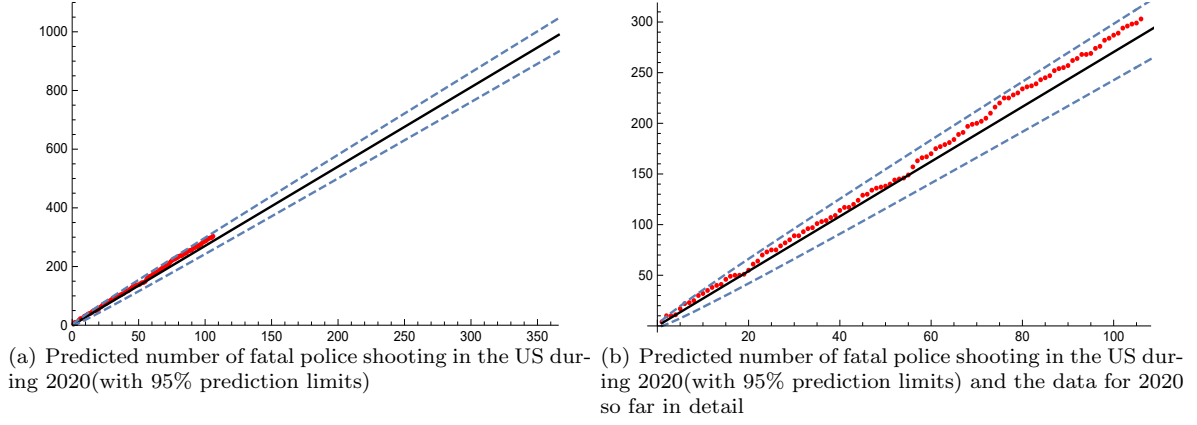 1000
800
600
400
200
0
0 50 100 150 200 250 300 350
(a) Predicted number of fatal police shooting in the US dur-
ing 2020(with 95% prediction limits)
300
250
200
150
100
50
20 40 60 80 100
(b) Predicted number of fatal police shooting in the US dur-
ing 2020(with 95% prediction limits) and the data for 2020
so far in detail